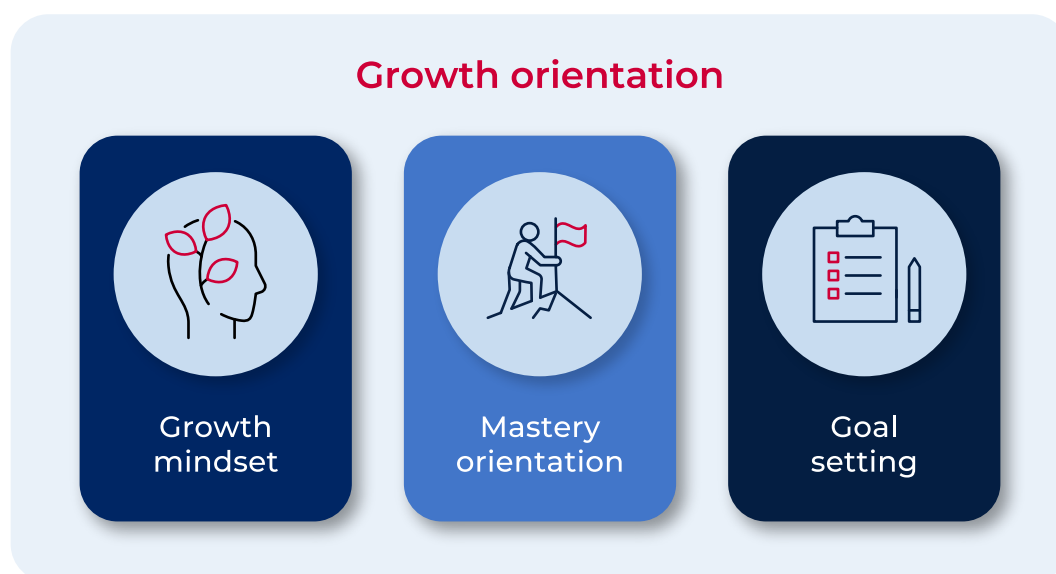 Growth orientation
Growth
mindset
Mastery
orientation
Goal
setting